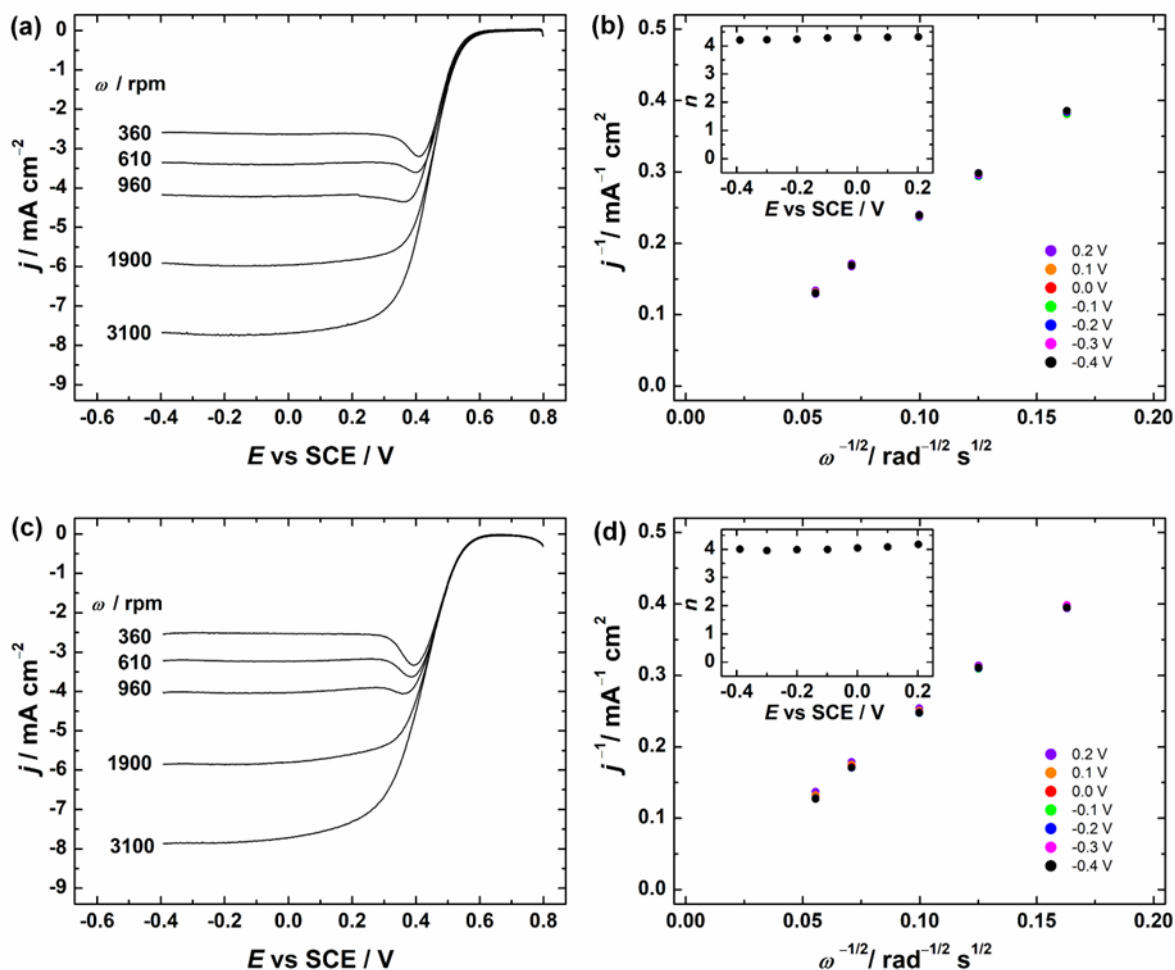 (a)
0
-1
-2
-3
-4
-5
-6
-7
-8
-9
j / mA cm⁻²
ω / rpm
360
610
960
1900
3100
-0.6 -0.4 -0.2 0.0 0.2 0.4 0.6 0.8
E vs SCE / V
(b)
0.5
0.4
0.3
0.2
0.1
0.0
j⁻¹/ mA⁻¹ cm²
4
3
2
1
0
n
-0.4 -0.2 0.0 0.2
E vs SCE / V
0.2 V
0.1 V
0.0 V
-0.1 V
-0.2 V
-0.3 V
-0.4 V
0.00 0.05 0.10 0.15 0.20
ω⁻¹/²/ rad⁻¹/² s¹/²
(c)
0
-1
-2
-3
-4
-5
-6
-7
-8
-9
j / mA cm⁻²
ω / rpm
360
610
960
1900
3100
-0.6 -0.4 -0.2 0.0 0.2 0.4 0.6 0.8
E vs SCE / V
(d)
0.5
0.4
0.3
0.2
0.1
0.0
j⁻¹/ mA⁻¹ cm²
4
3
2
1
0
n
-0.4 -0.2 0.0 0.2
E vs SCE / V
0.2 V
0.1 V
0.0 V
-0.1 V
-0.2 V
-0.3 V
-0.4 V
0.00 0.05 0.10 0.15 0.20
ω⁻¹/²/ rad⁻¹/² s¹/²